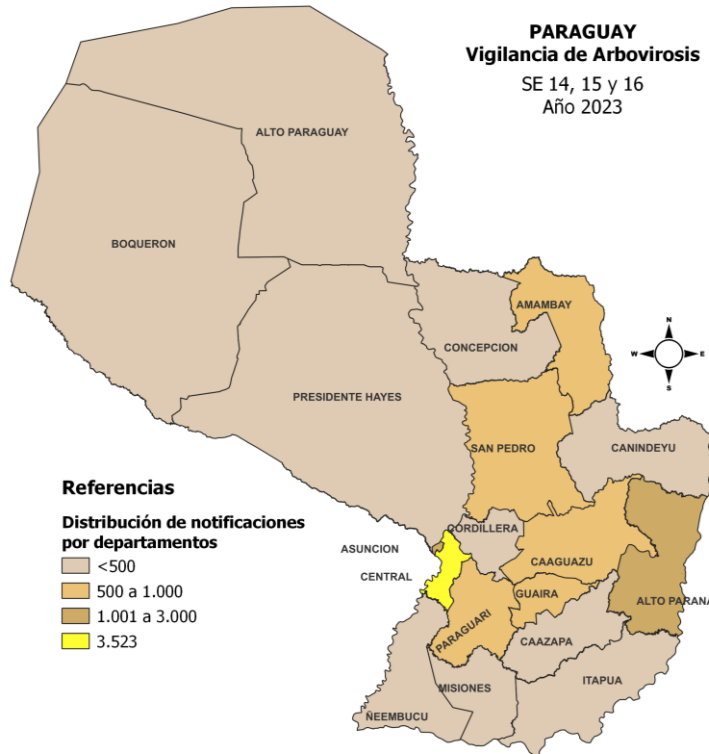 PARAGUAY
Vigilancia de Arbovirosis
SE 14, 15 y 16
Año 2023
ALTO PARAGUAY
BOQUERON
AMAMBAY
N
W E
S
CONCEPCION
PRESIDENTE HAYES
SAN PEDRO
CANINDEYU
Referencias
Distribución de notificaciones
por departamentos
<500
500 a 1.000
1.001 a 3.000
3.523
CORDILLERA
ASUNCION
CAAGUAZU
CENTRAL
GUAIRA
ALTO PARANA
PARAGUARI
CAAZAPA
ITAPUA
MISIONES
ÑEEMBUCU